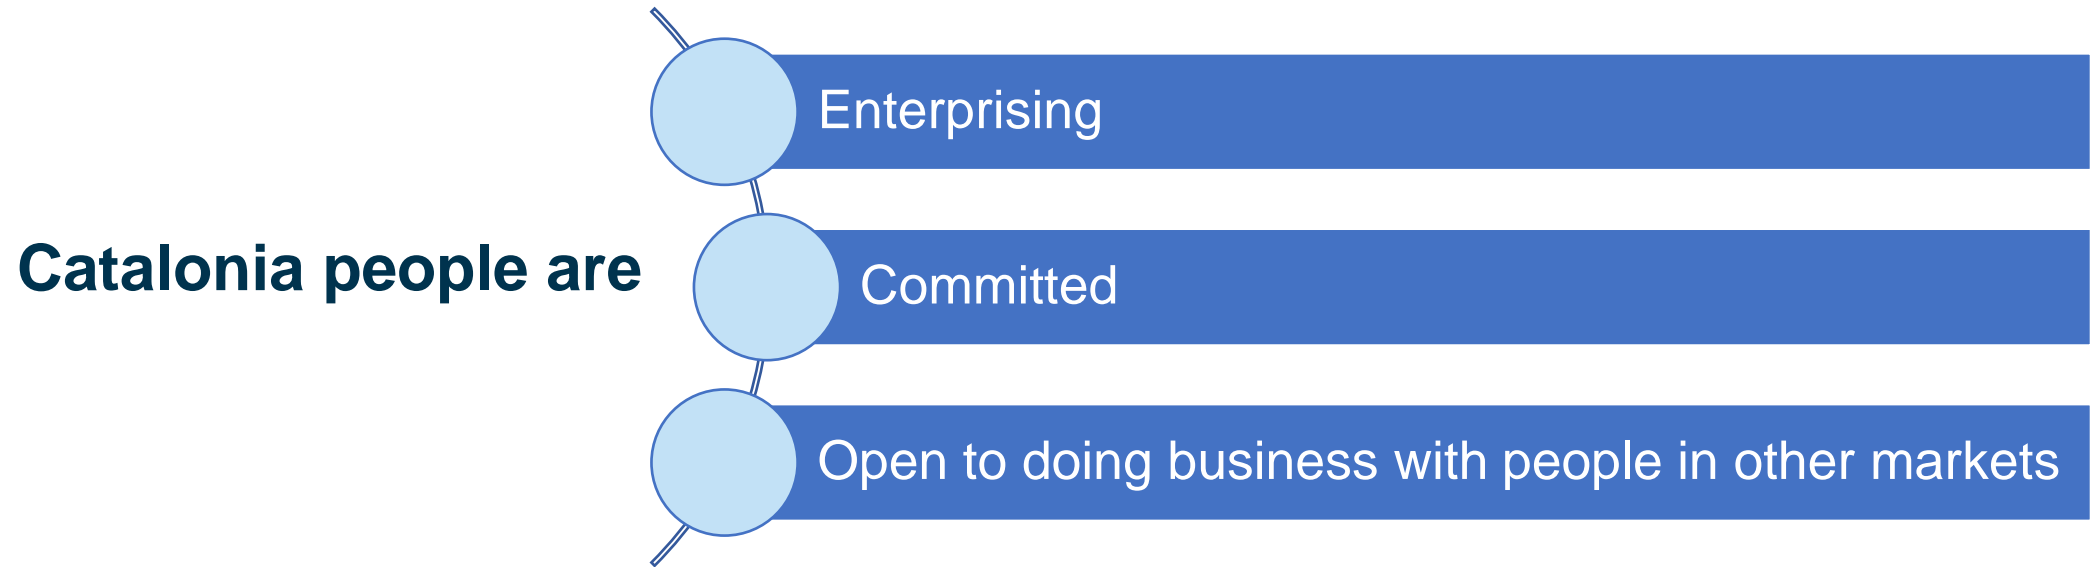 Catalonia people are
Enterprising
Committed
Open to doing business with people in other markets